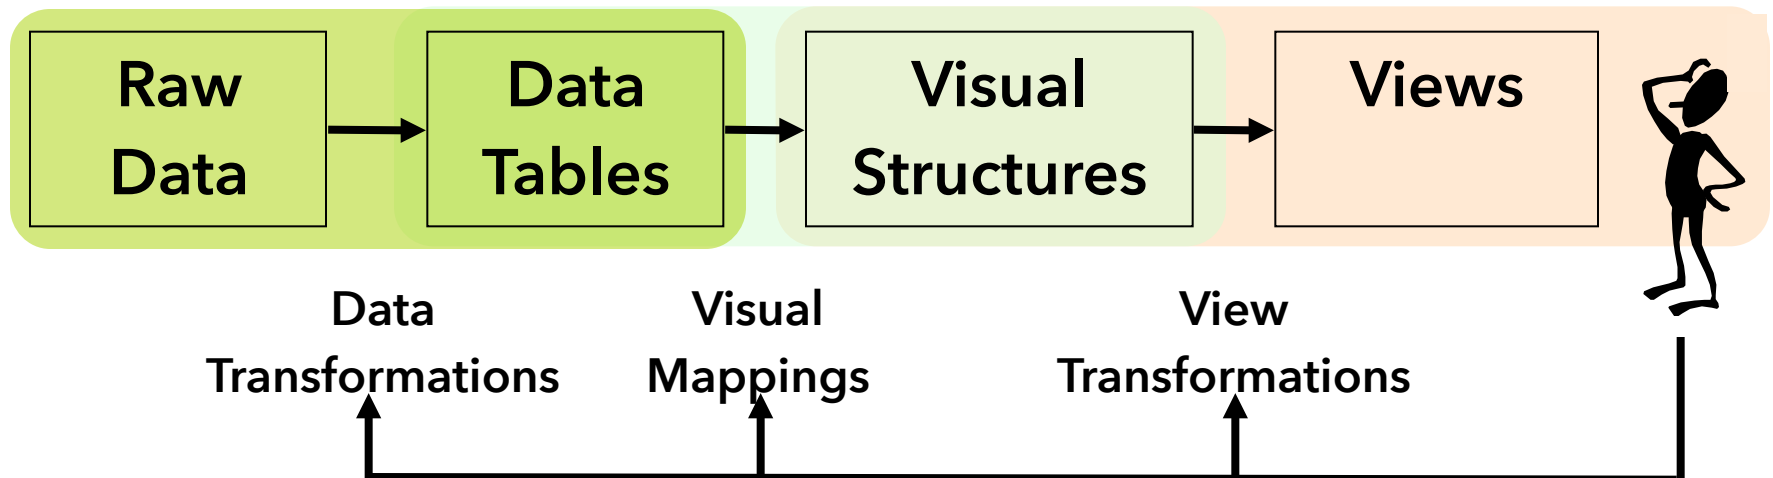 Raw
Data
Data
Tables
Visual
Structures
Views
Data
Transformations
Visual
Mappings
View
Transformations